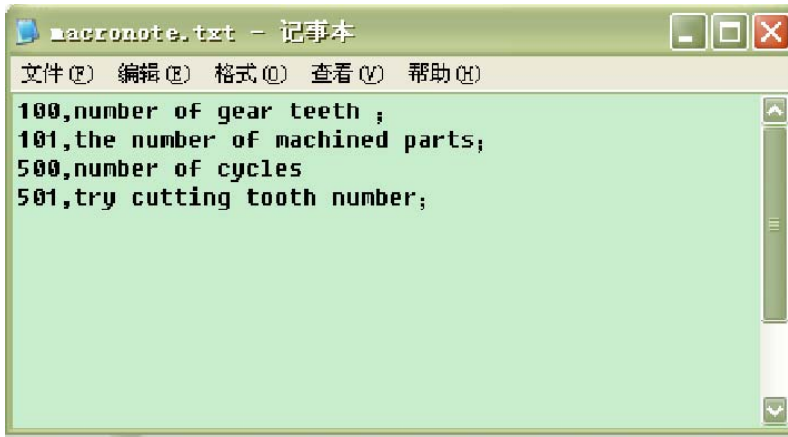 macronote.txt - 记事本
文件(F) 编辑(E) 格式(O) 查看(V) 帮助(H)
100,number of gear teeth ;
101,the number of machined parts;
500,number of cycles
501,try cutting tooth number;